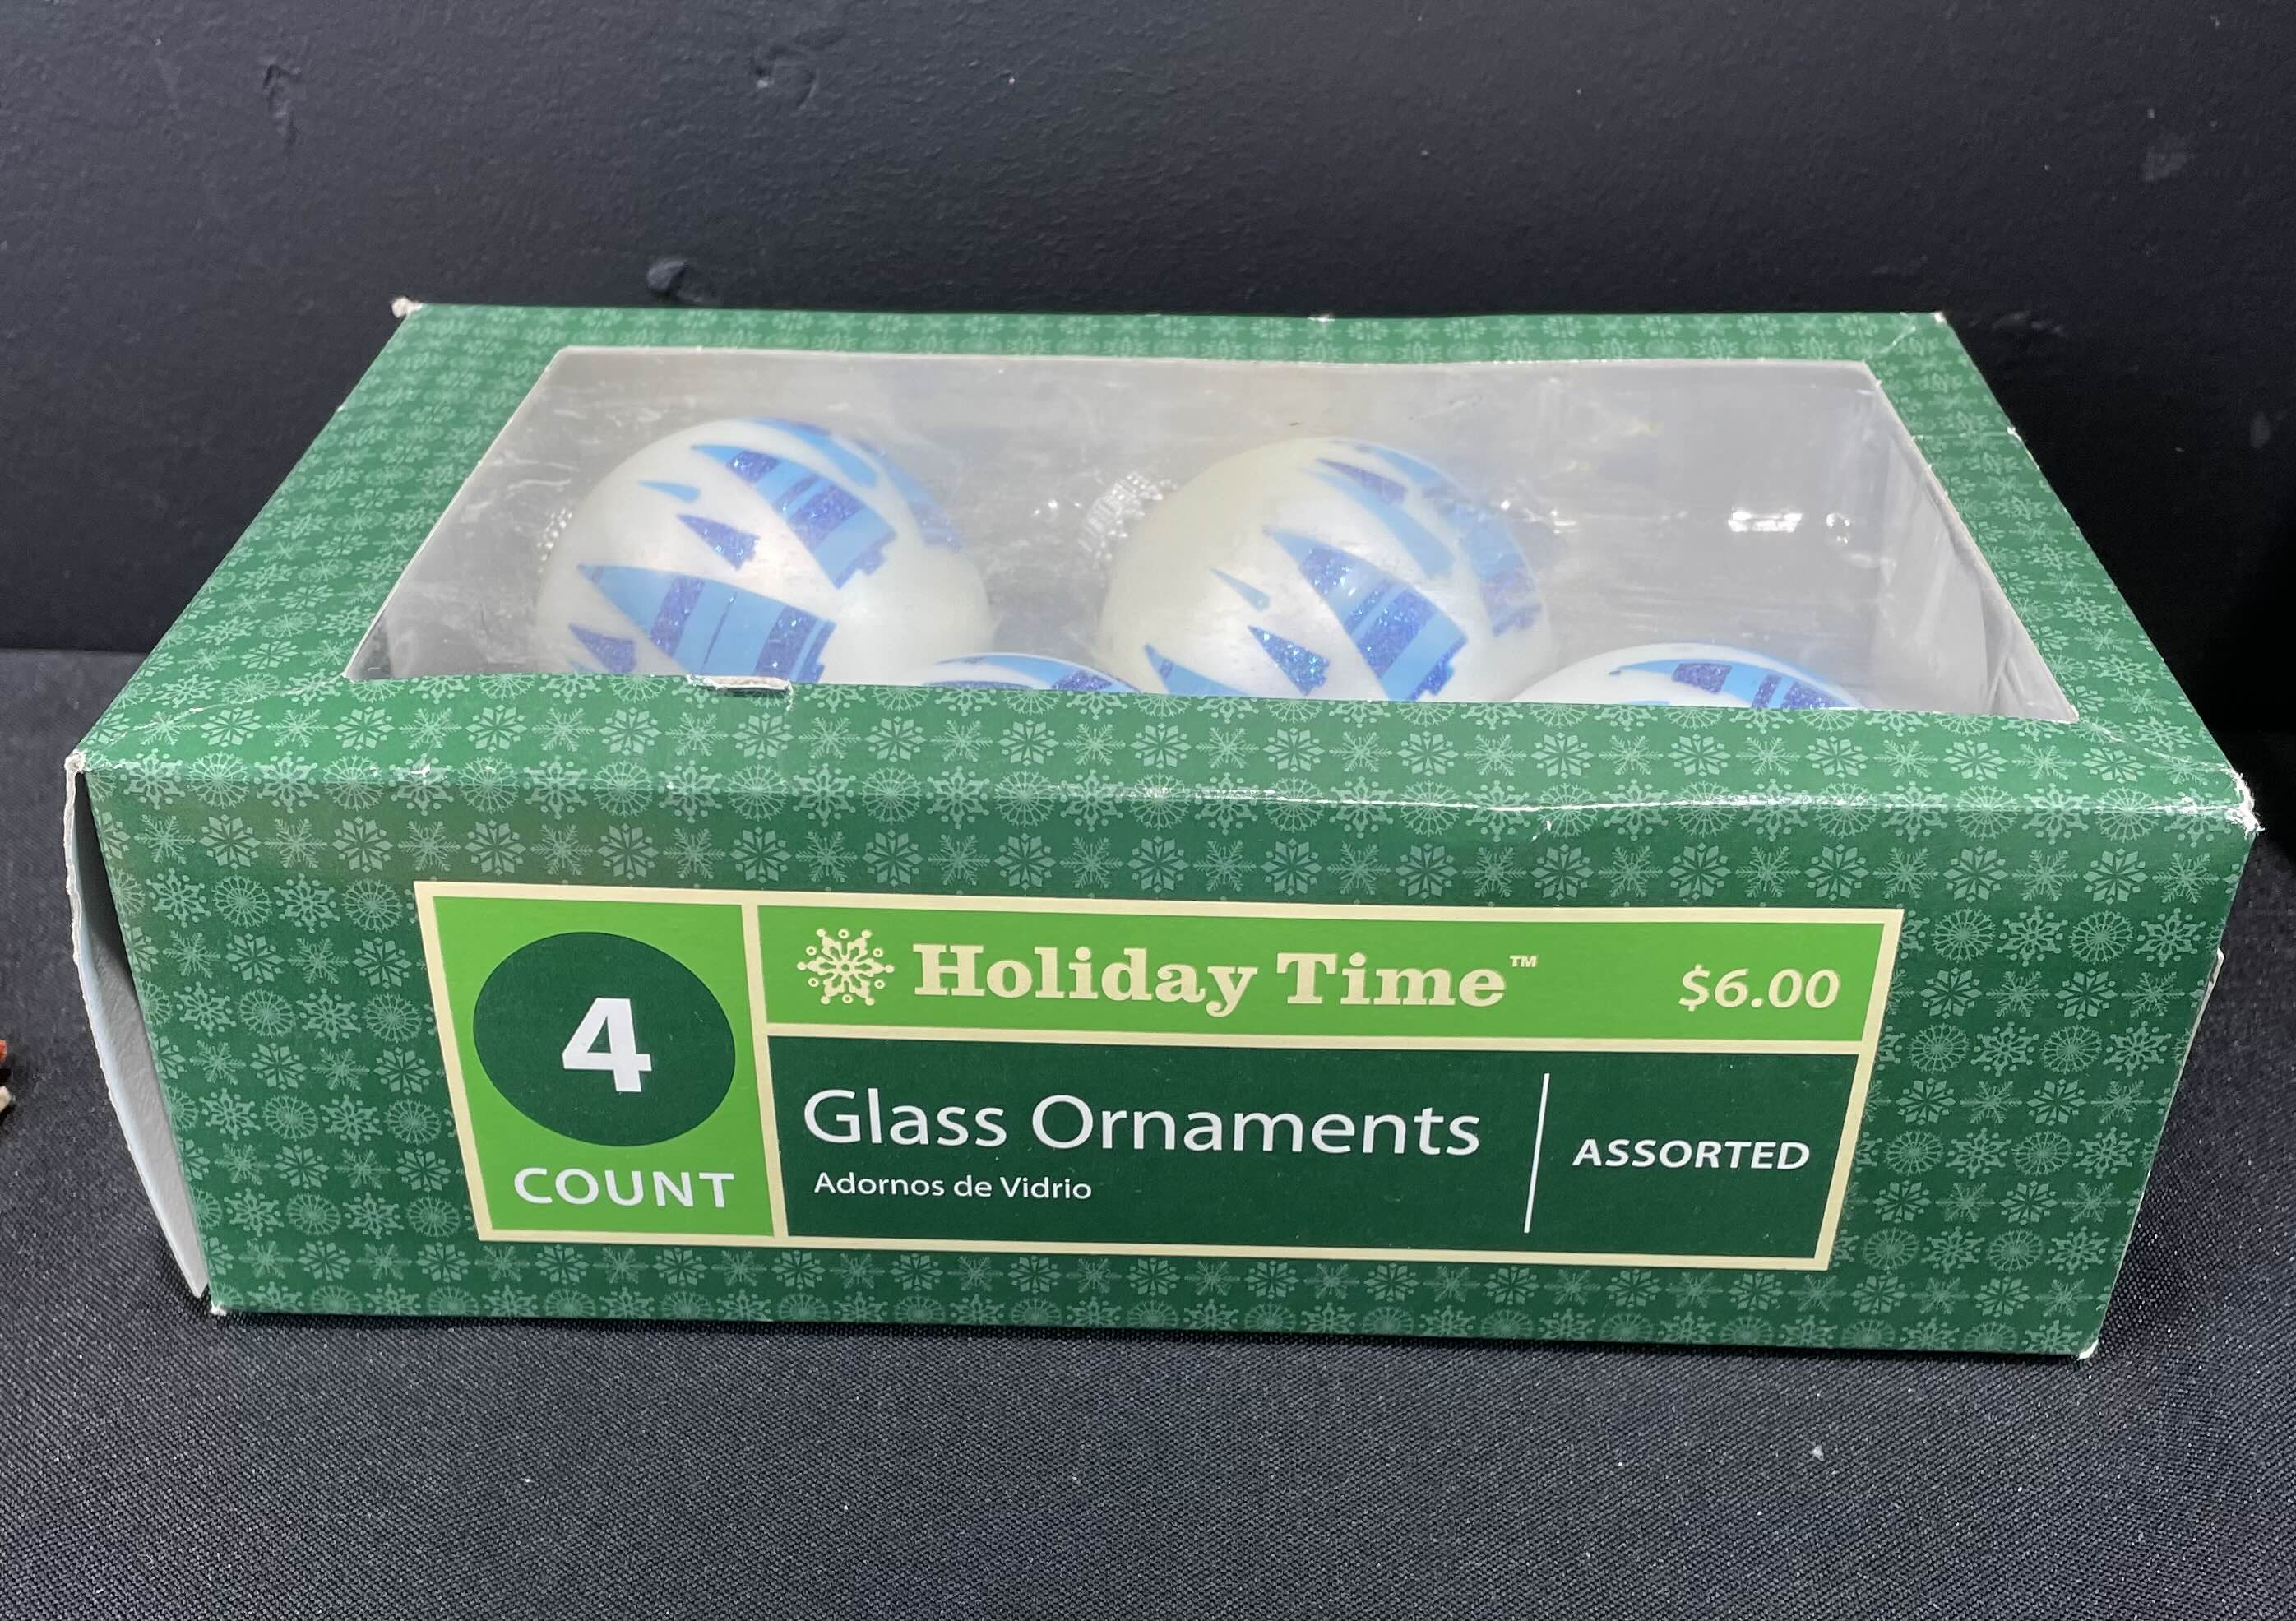 4
COUNT
Holiday Time™
$6.00
Glass Ornaments
Adornos de Vidrio
ASSORTED